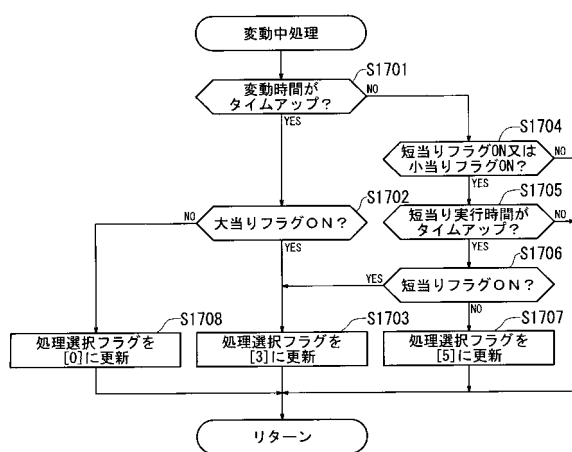 変動中処理
S1701
変動時間が
タイムアップ?
NO
YES
S1704
短当りフラグON又は
小当りフラグON?
NO
YES
S1702
大当りフラグON?
NO
YES
S1705
短当り実行時間が
タイムアップ?
NO
YES
S1706
短当りフラグON?
YES
NO
S1708
処理選択フラグを
[0]に更新
S1703
処理選択フラグを
[3]に更新
S1707
処理選択フラグを
[5]に更新
リターン